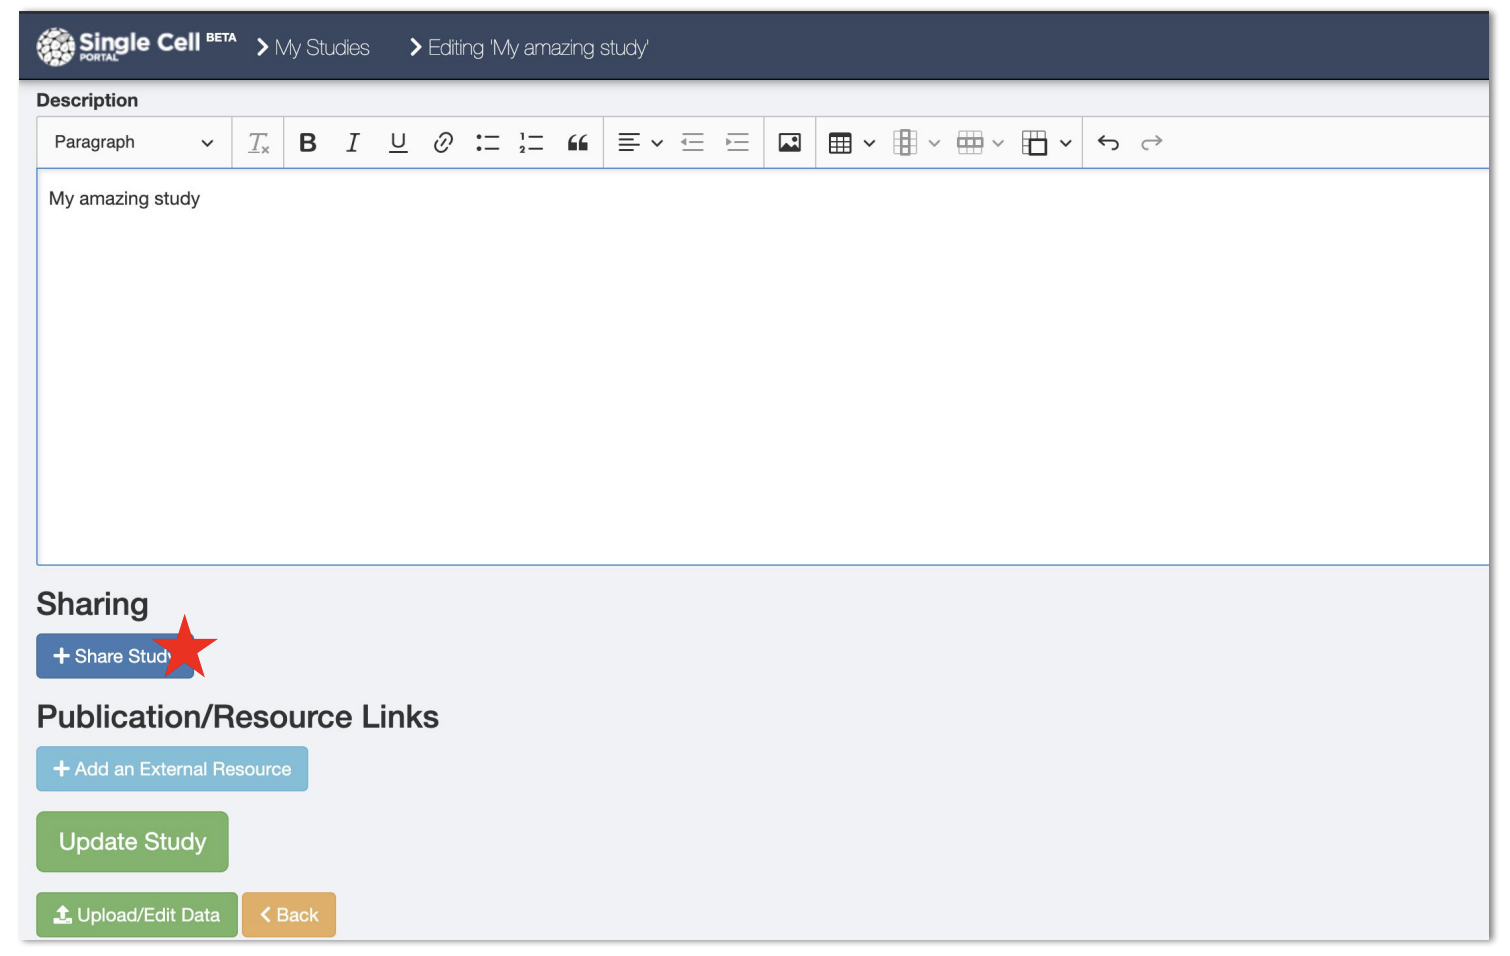 Single Cell BETA
PORTAL
My Studies
Editing 'My amazing study'
Description
Paragraph
My amazing study
Sharing
Share Study
Publication/Resource Links
Add an External Resource
Update Study
Upload/Edit Data
Back